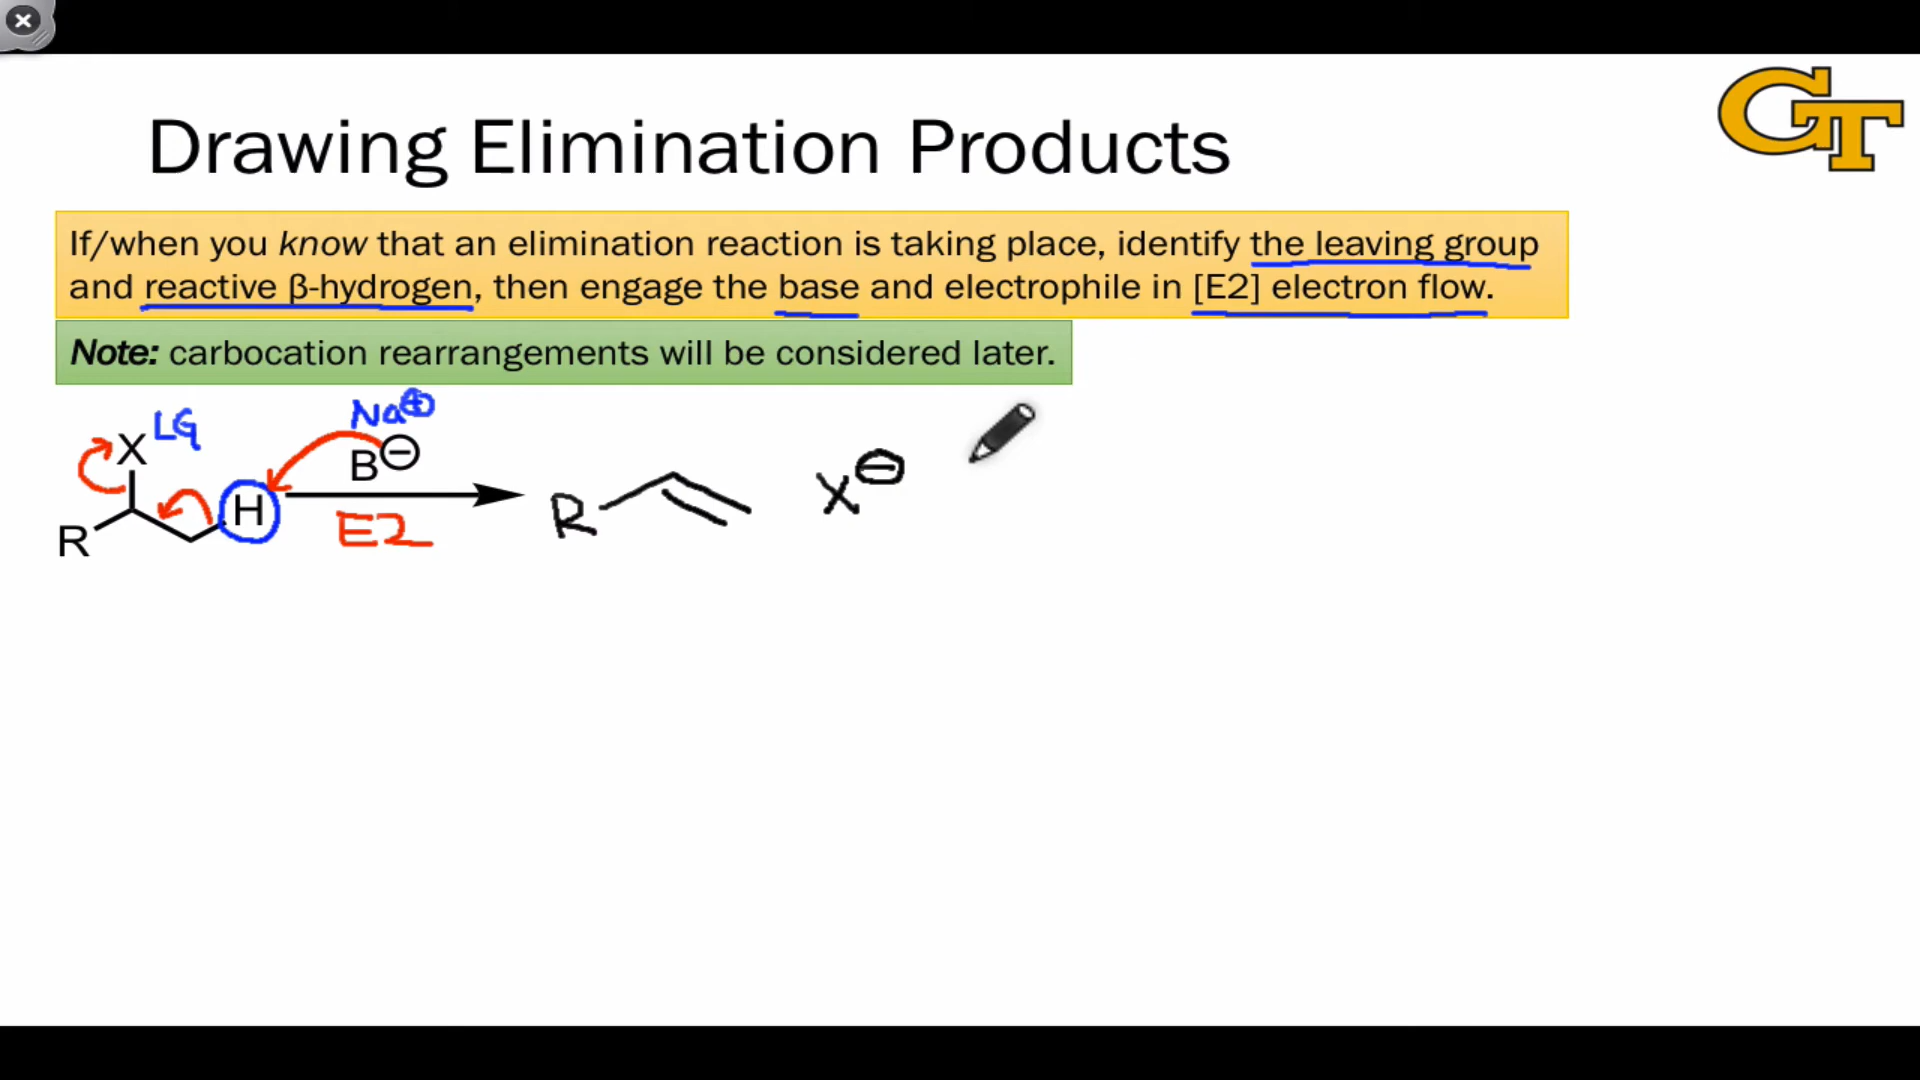 GT
Drawing Elimination Products
If/when you know that an elimination reaction is taking place, identify the leaving group
and reactive β-hydrogen, then engage the base and electrophile in [E2] electron flow.
Note: carbocation rearrangements will be considered later.
Na⊕
X LG
B⊖
H
R
E2
R
X⊖